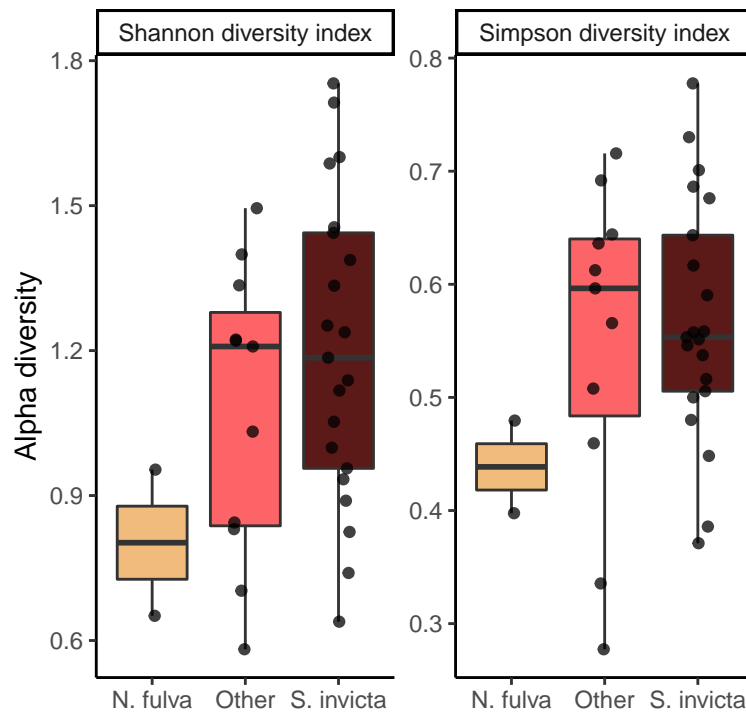 Shannon diversity index
Simpson diversity index
Alpha diversity
1.8
1.5
1.2
0.9
0.6
0.8
0.7
0.6
0.5
0.4
0.3
N. fulva Other S. invicta
N. fulva Other S. invicta